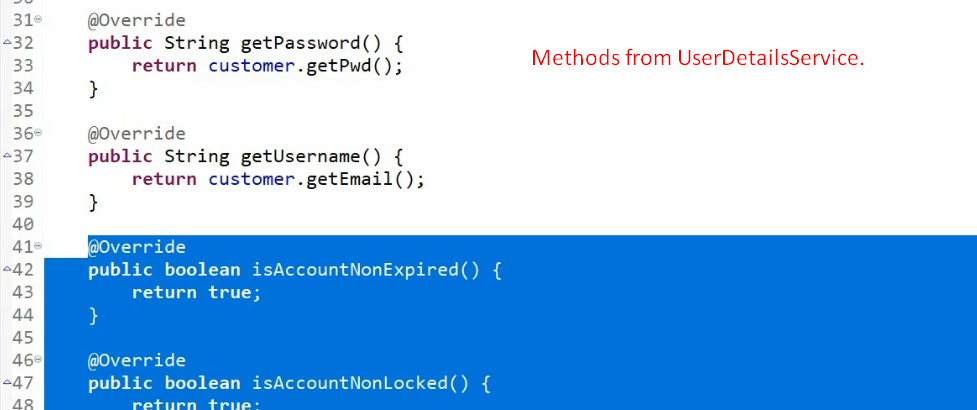 31 @Override
32 public String getPassword() {
Methods from UserDetailsService.
33 return customer.getPwd();
34 }
35
36 @Override
37 public String getUsername() {
38 return customer.getEmail();
39 }
40
41 @Override
42 public boolean isAccountNonExpired() {
43 return true;
44 }
45
46 @Override
47 public boolean isAccountNonLocked() {
48 return true;